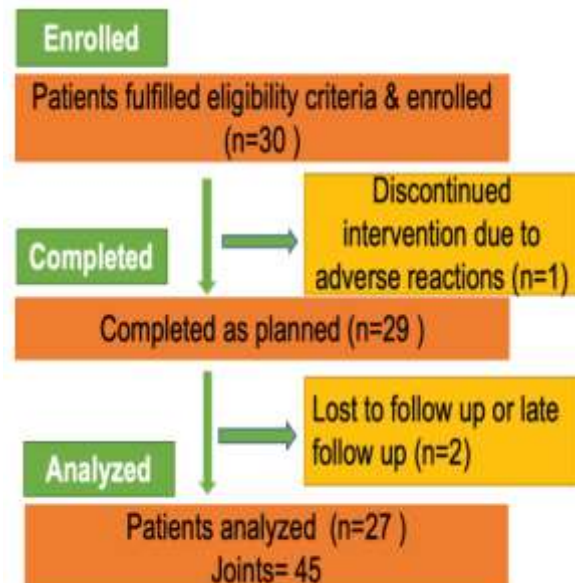 Enrolled
Patients fulfilled eligibility criteria & enrolled
(n=30 )
Discontinued
intervention due to
adverse reactions (n=1)
Completed
Completed as planned (n=29 )
Lost to follow up or late
follow up (n=2)
Analyzed
Patients analyzed (n=27 )
Joints= 45